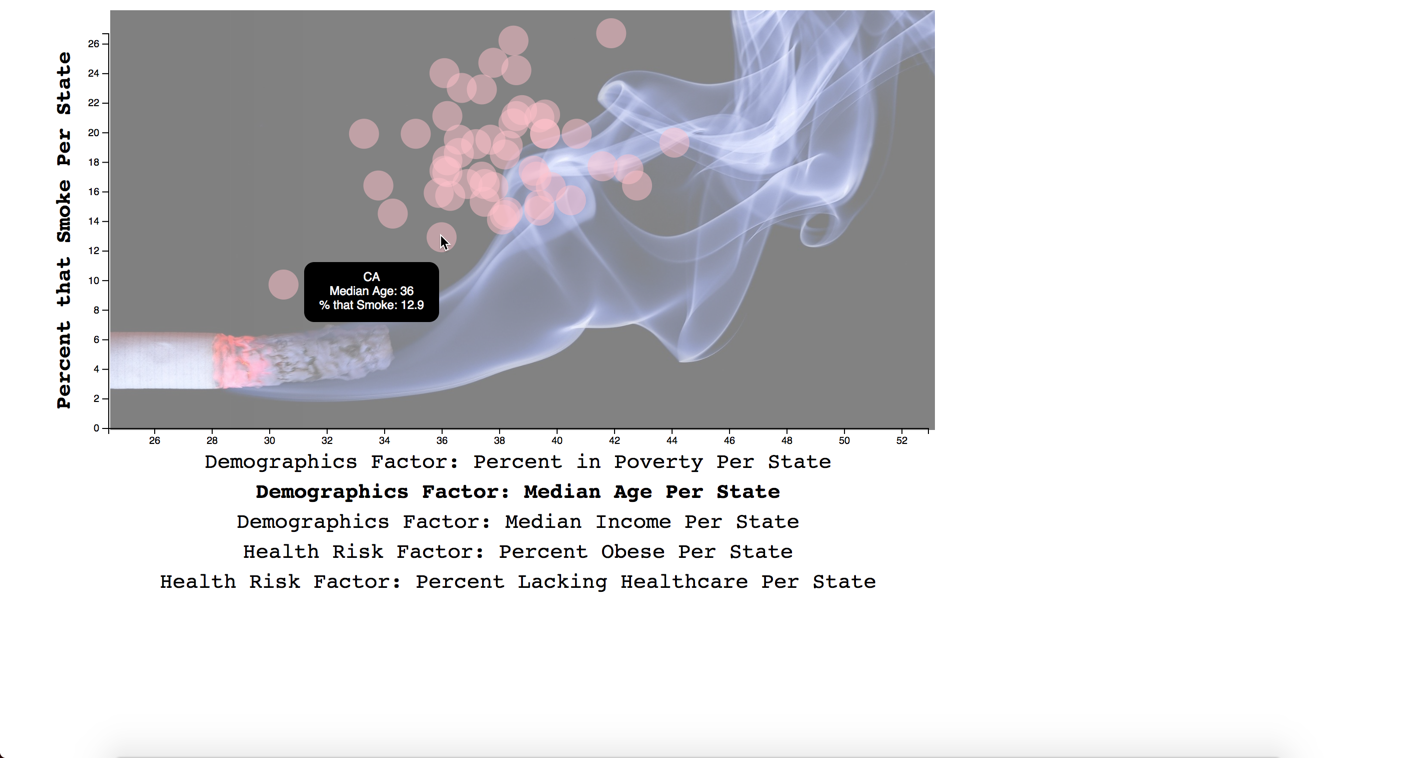 Percent that Smoke Per State
26
24
22
20
18
16
14
12
10
8
6
4
2
0
CA
Median Age: 36
% that Smoke: 12.9
26 28 30 32 34 36 38 40 42 44 46 48 50 52
Demographics Factor: Percent in Poverty Per State
Demographics Factor: Median Age Per State
Demographics Factor: Median Income Per State
Health Risk Factor: Percent Obese Per State
Health Risk Factor: Percent Lacking Healthcare Per State